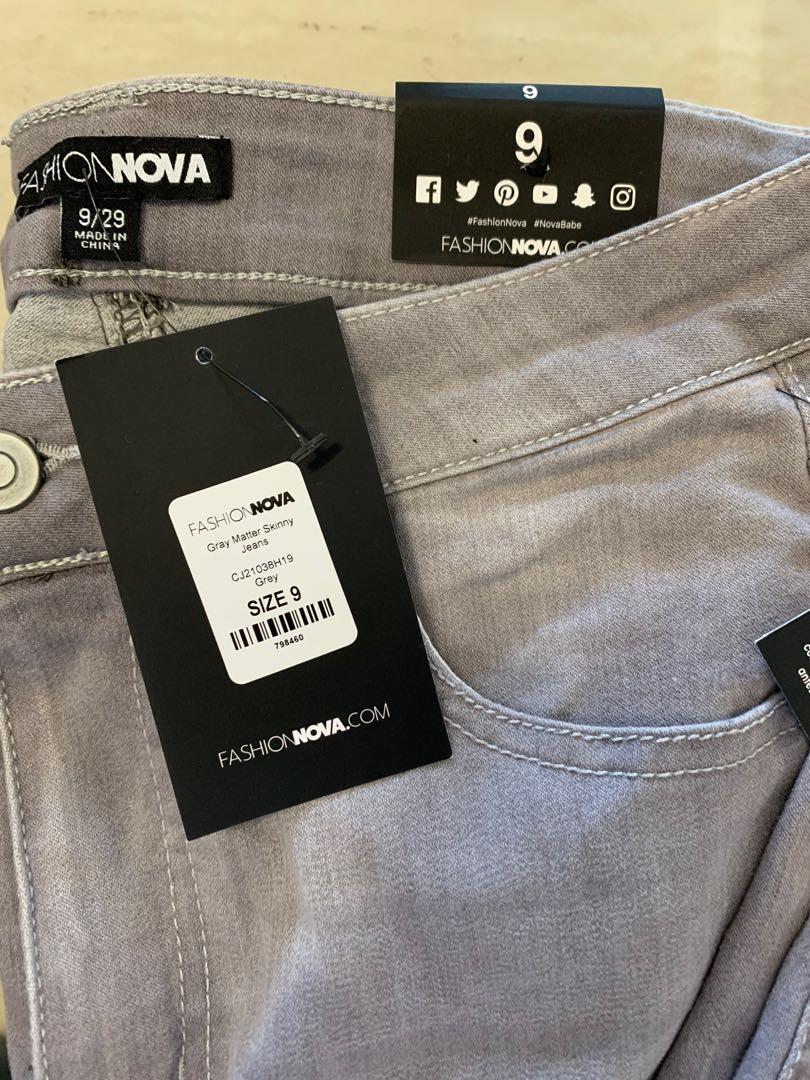 FASHIONNOVA
9/29
MADE IN
CHINA
9
9
#FashionNova #NovaBabe
FASHIONNOVA.CO
FASHIONNOVA
Gray Matter Skinny
Jeans
CJ21038H19
Grey
SIZE 9
798460
FASHIONNOVA.COM